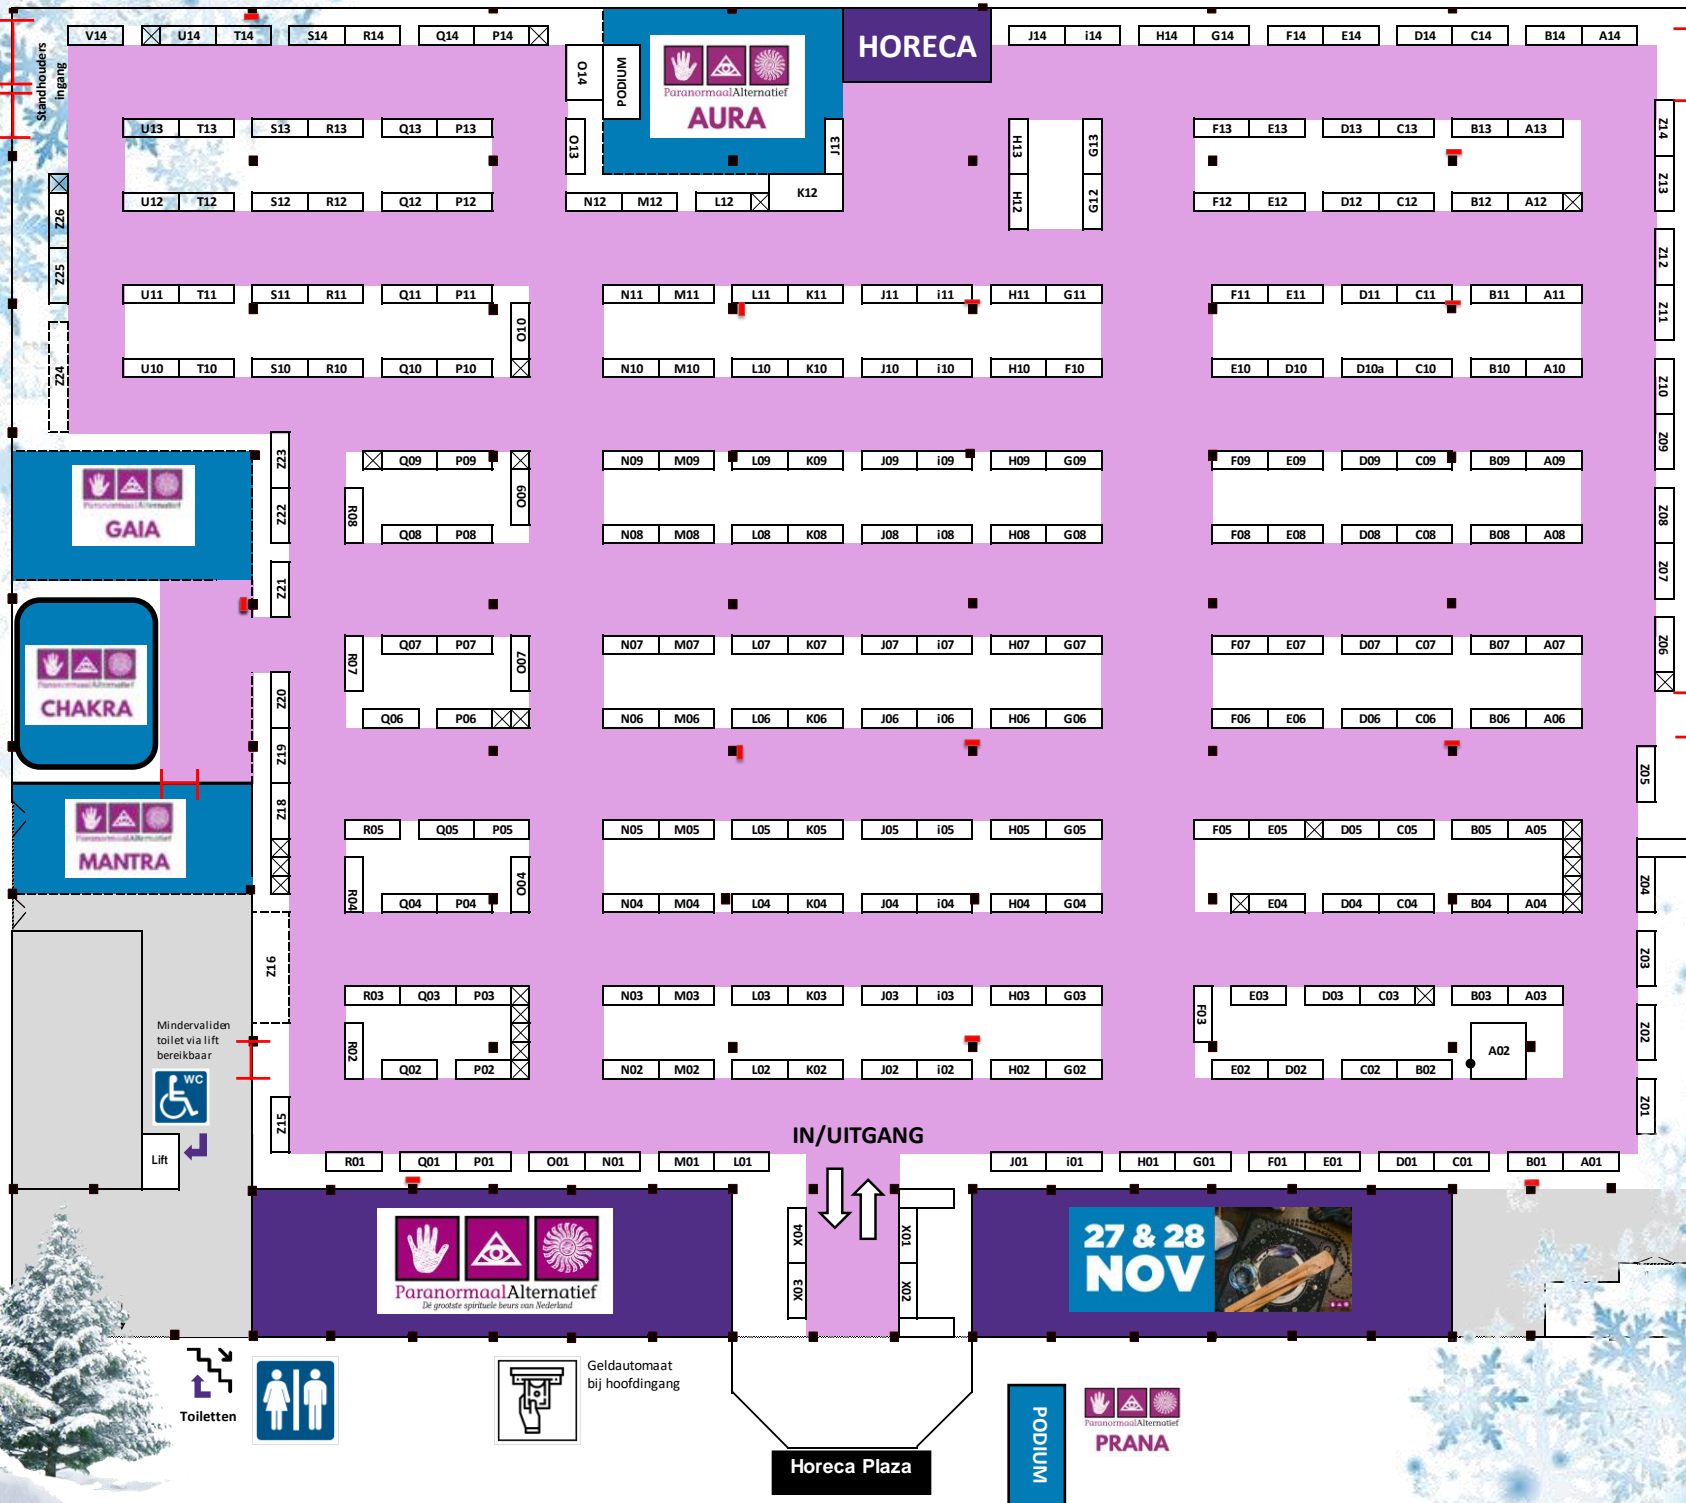 V14 U14 T14 S14 R14 Q14 P14
HORECA
J14 i14 H14 G14 F14 E14 D14 C14 B14 A14
Standhouders
ingang
O14
PODIUM
ParanormaalAlternatief
AURA
U13 T13 S13 R13 Q13 P13
O13
J13
H13
G13
F13 E13 D13 C13 B13 A13
Z14
Z13
U12 T12 S12 R12 Q12 P12
N12 M12 L12 K12
H12
G12
F12 E12 D12 C12 B12 A12
Z26
Z25
Z12
Z11
U11 T11 S11 R11 Q11 P11
N11 M11 L11 K11 J11 i11 H11 G11
F11 E11 D11 C11 B11 A11
O10
Z24
U10 T10 S10 R10 Q10 P10
N10 M10 L10 K10 J10 i10 H10 F10
E10 D10 D10a C10 B10 A10
Z10
Z09
Z23
Z22
ParanormaalAlternatief
GAIA
Q09 P09
N09 M09 L09 K09 J09 i09 H09 G09
F09 E09 D09 C09 B09 A09
R08
O09
Z08
Z07
Q08 P08
N08 M08 L08 K08 J08 i08 H08 G08
F08 E08 D08 C08 B08 A08
Z21
R07
Q07 P07
O07
N07 M07 L07 K07 J07 i07 H07 G07
F07 E07 D07 C07 B07 A07
Z06
ParanormaalAlternatief
CHAKRA
Z20
Z19
Z18
Q06 P06
N06 M06 L06 K06 J06 i06 H06 G06
F06 E06 D06 C06 B06 A06
Z05
ParanormaalAlternatief
MANTRA
R05 Q05 P05
N05 M05 L05 K05 J05 i05 H05 G05
F05 E05 D05 C05 B05 A05
R04
O04
Z04
Q04 P04
N04 M04 L04 K04 J04 i04 H04 G04
E04 D04 C04 B04 A04
Z16
Z03
R03 Q03 P03
N03 M03 L03 K03 J03 i03 H03 G03
F03
E03 D03 C03 B03 A03
Z02
Mindervaliden
toilet via lift
bereikbaar
WC
R02
A02
Q02 P02
N02 M02 L02 K02 J02 i02 H02 G02
E02 D02 C02 B02
Z15
Z01
IN/UITGANG
Lift
R01 Q01 P01 O01 N01 M01 L01
J01 i01 H01 G01 F01 E01 D01 C01 B01 A01
X04
X01
X03
X02
ParanormaalAlternatief
Dé grootste spirituele beurs van Nederland
27 & 28
NOV
Toiletten
Geldautomaat
bij hoofdingang
Horeca Plaza
PODIUM
ParanormaalAlternatief
PRANA